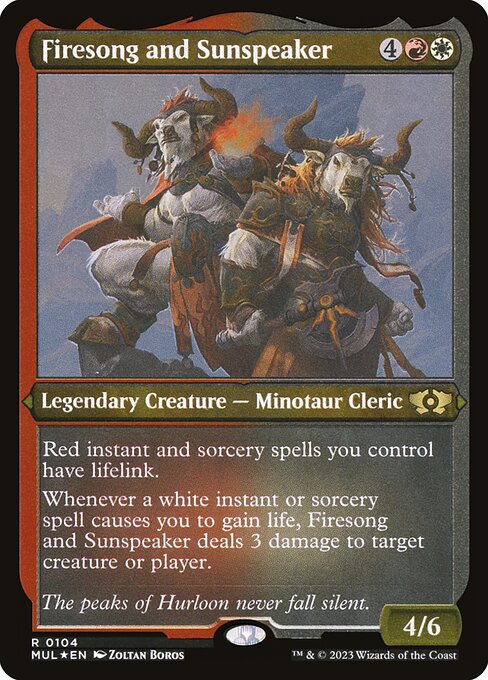 Firesong and Sunspeaker 4
Legendary Creature — Minotaur Cleric
Red instant and sorcery spells you control
have lifelink.
Whenever a white instant or sorcery
spell causes you to gain life, Firesong
and Sunspeaker deals 3 damage to target
creature or player.
The peaks of Hurloon never fall silent.
4/6
R 0104
MUL★EN Zoltan Boros
™ & © 2023 Wizards of the Coast